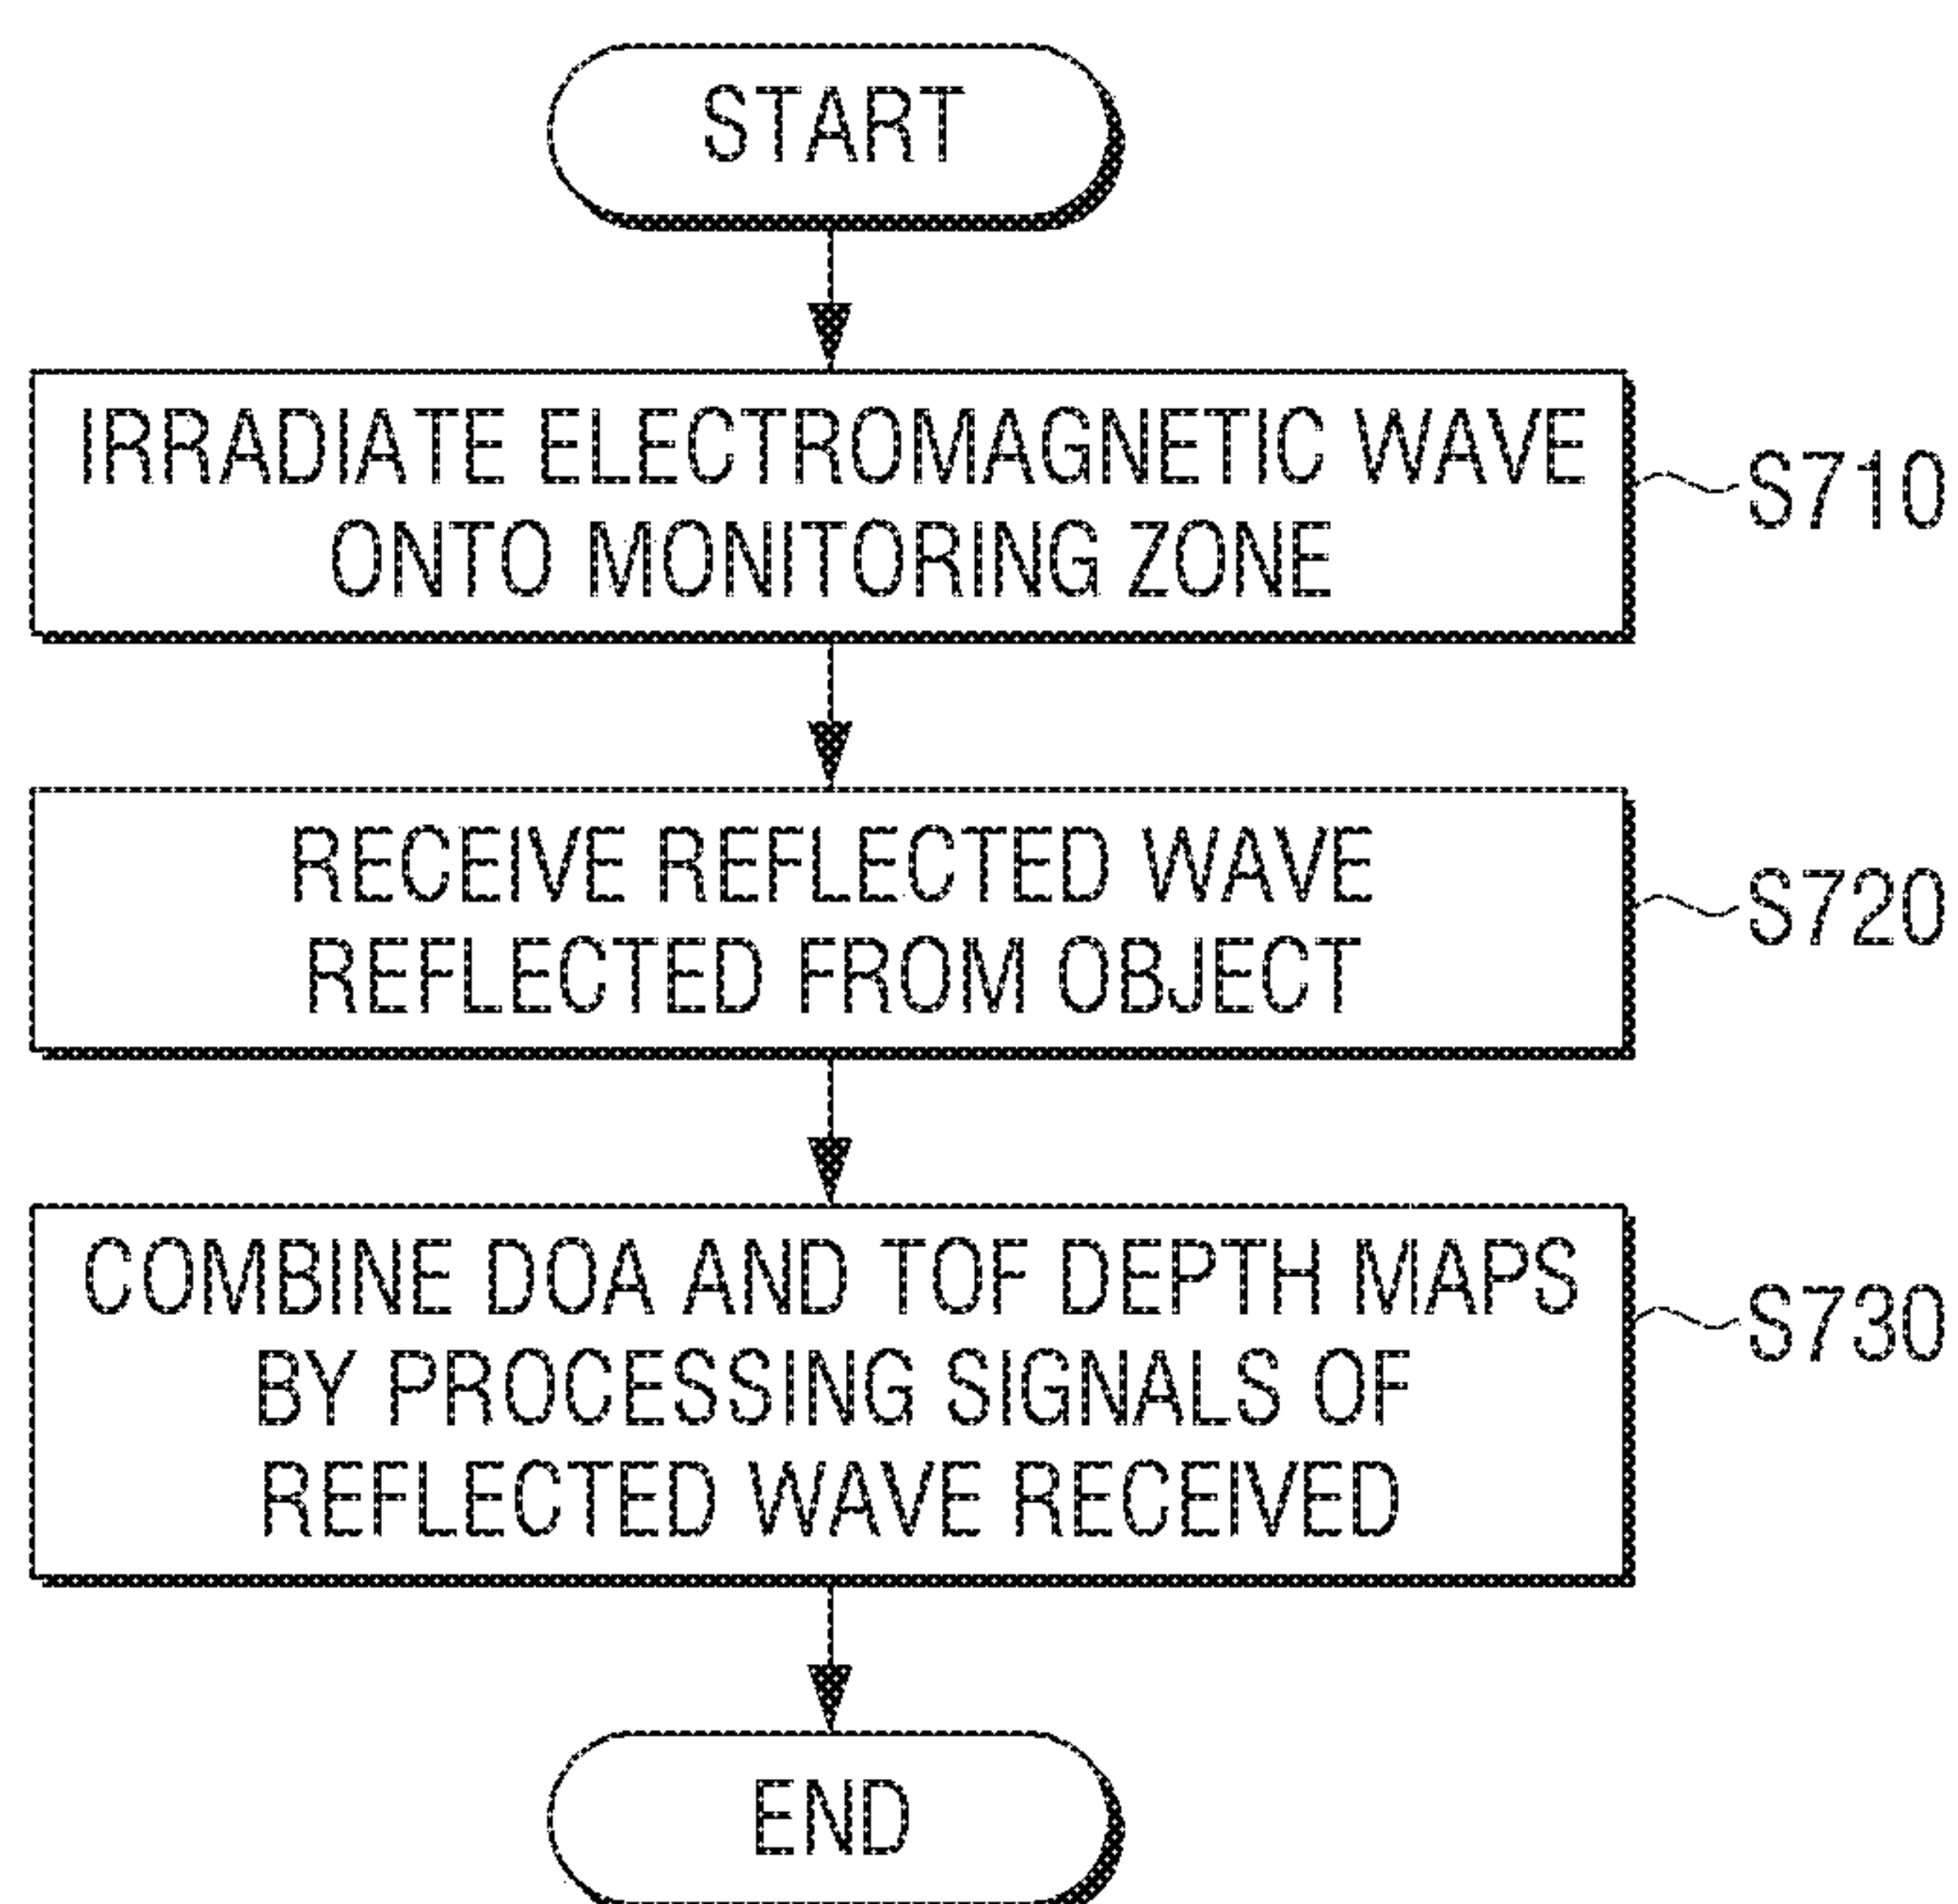 START
IRRADIATE ELECTROMAGNETIC WAVE
ONTO MONITORING ZONE
S710
RECEIVE REFLECTED WAVE
REFLECTED FROM OBJECT
S720
COMBINE DOA AND TOF DEPTH MAPS
BY PROCESSING SIGNALS OF
REFLECTED WAVE RECEIVED
S730
END